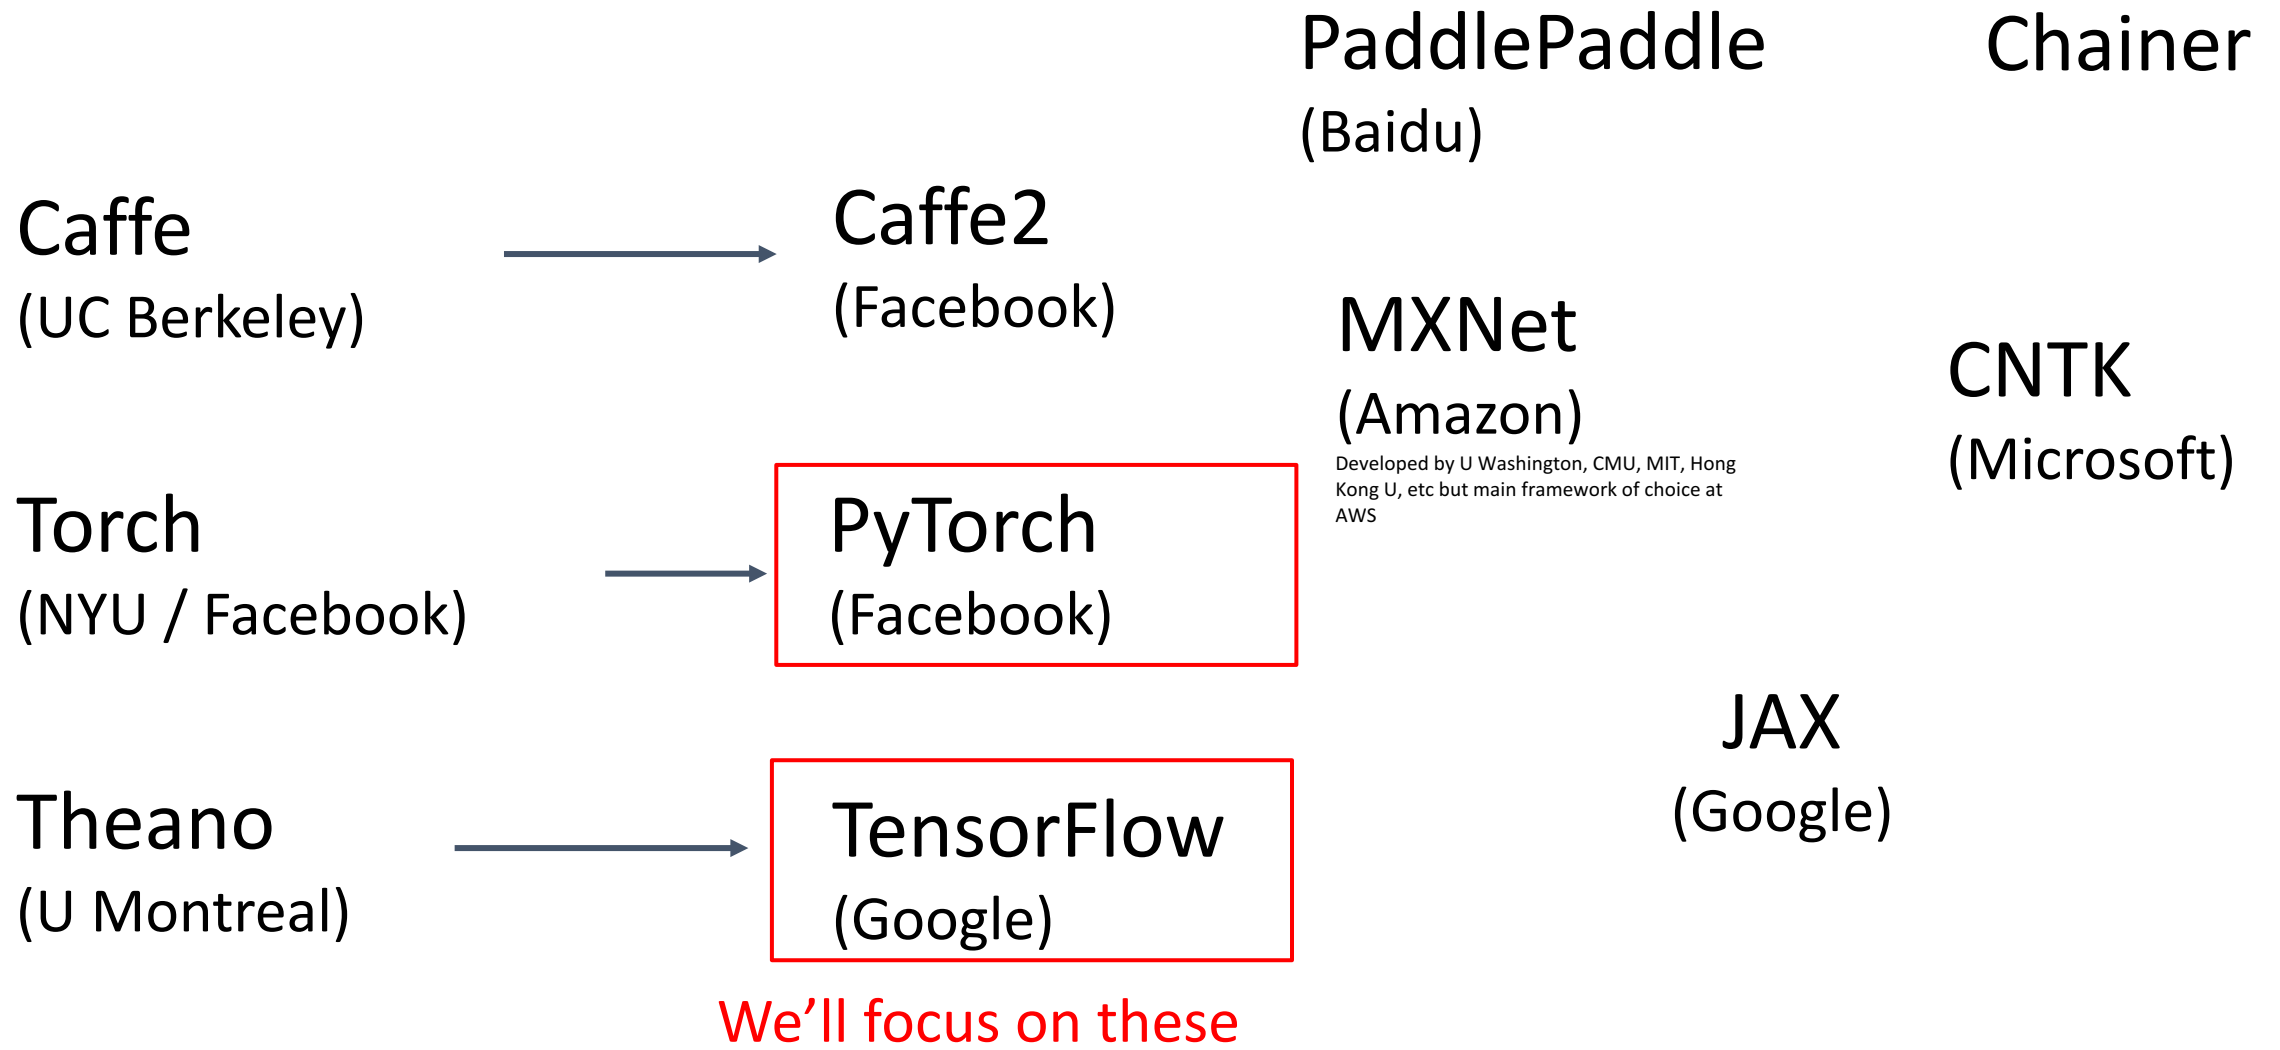 PaddlePaddle
(Baidu)
Chainer
Caffe
(UC Berkeley)
Caffe2
(Facebook)
MXNet
(Amazon)
Developed by U Washington, CMU, MIT, Hong
Kong U, etc but main framework of choice at
AWS
CNTK
(Microsoft)
Torch
(NYU / Facebook)
PyTorch
(Facebook)
JAX
(Google)
Theano
(U Montreal)
TensorFlow
(Google)
We’ll focus on these